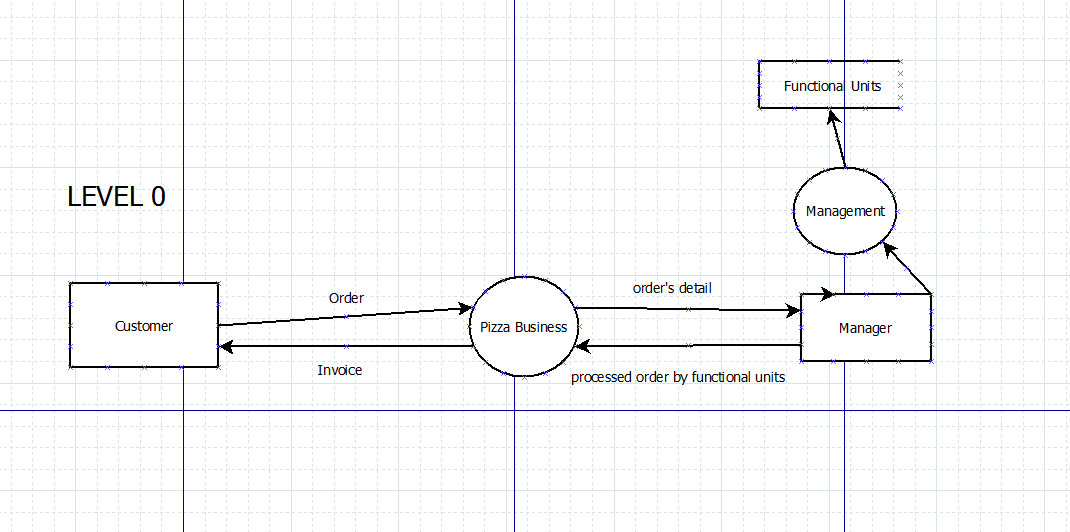 Functional Units
LEVEL 0
Management
order's detail
Order
Customer
Pizza Business
Manager
Invoice
processed order by functional units